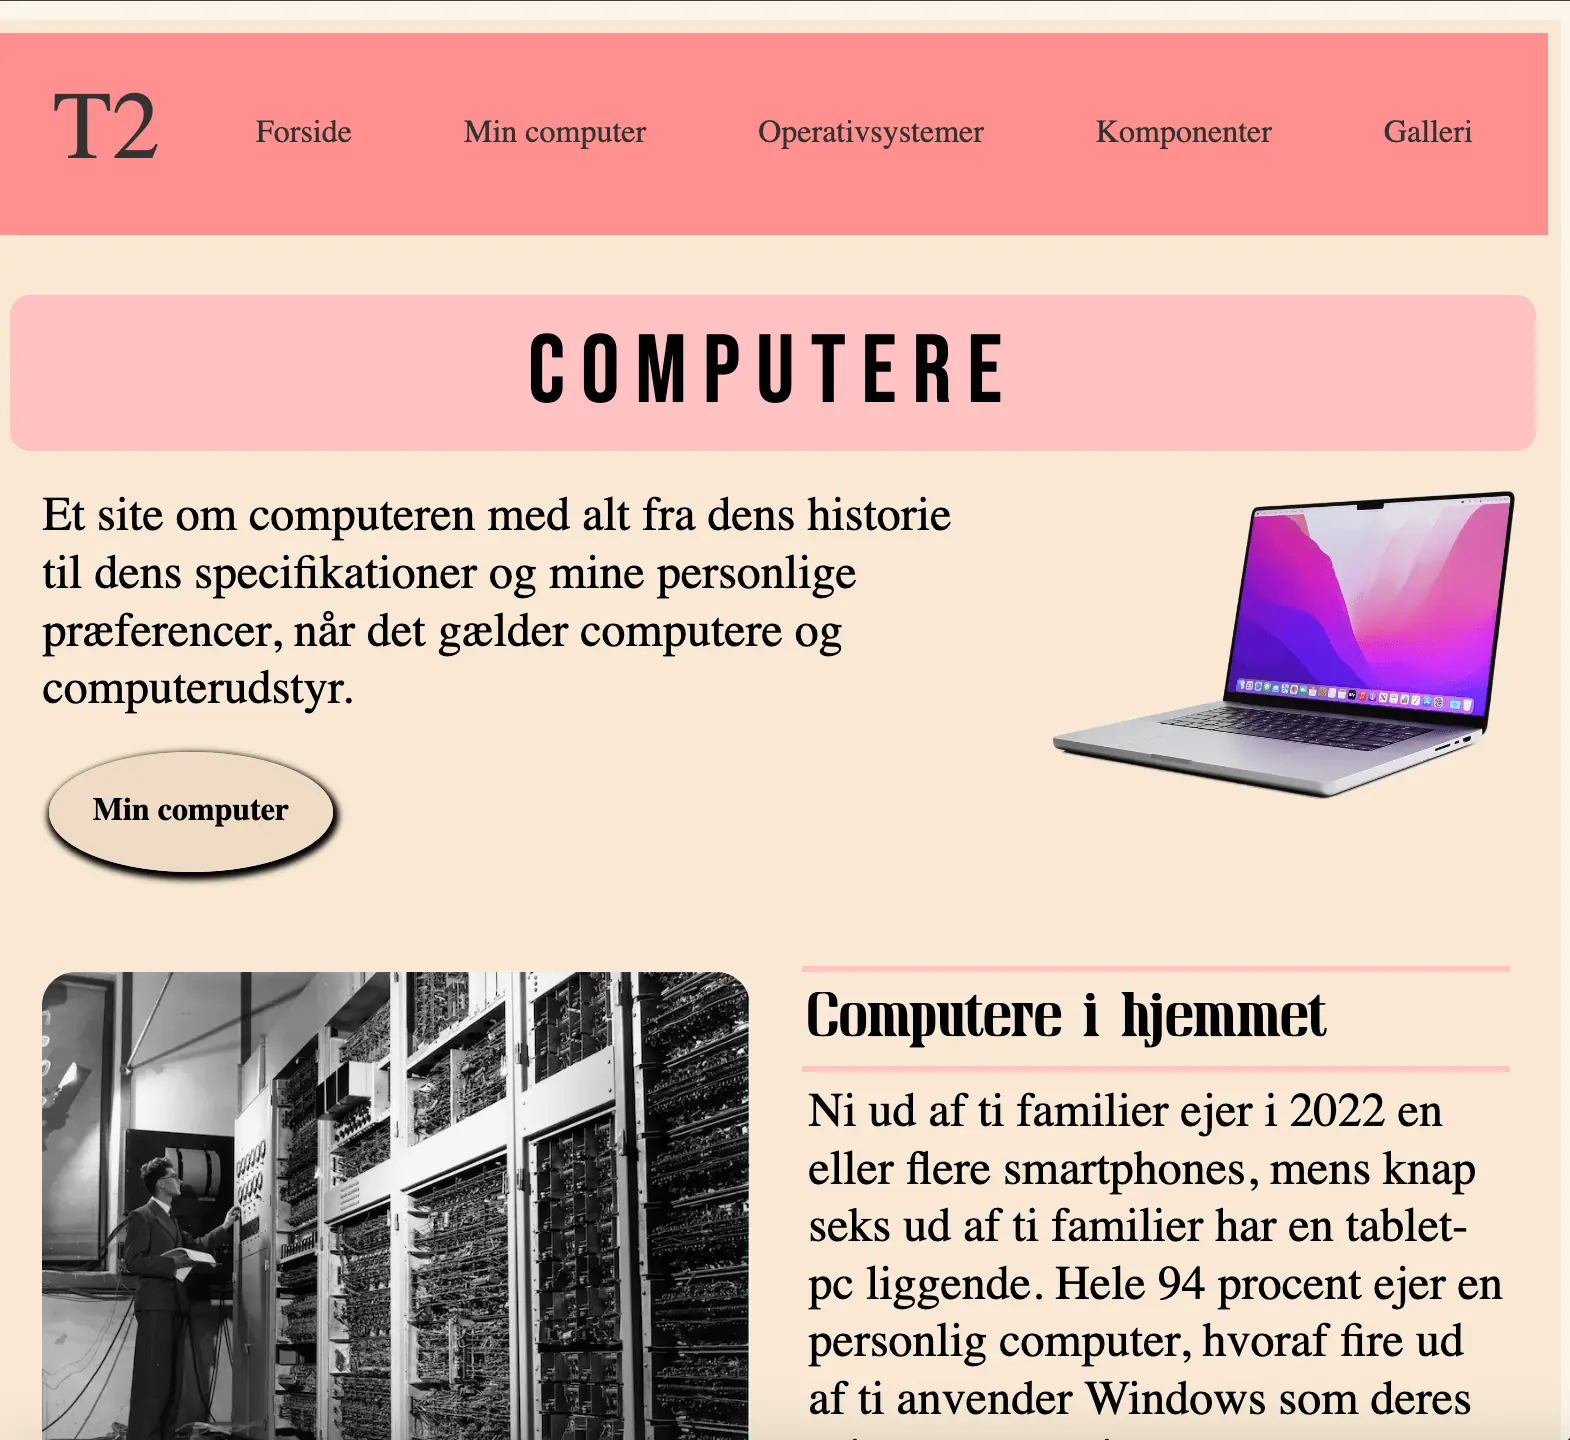 T2
Forside
Min computer
Operativsystemer
Komponenter
Galleri
COMPUTERE
Et site om computeren med alt fra dens historie
til dens specifikationer og mine personlige
præferencer, når det gælder computere og
computerudstyr.
Min computer
Computere i hjemmet
Ni ud af ti familier ejer i 2022 en
eller flere smartphones, mens knap
seks ud af ti familier har en tablet-
pc liggende. Hele 94 procent ejer en
personlig computer, hvoraf fire ud
af ti anvender Windows som deres